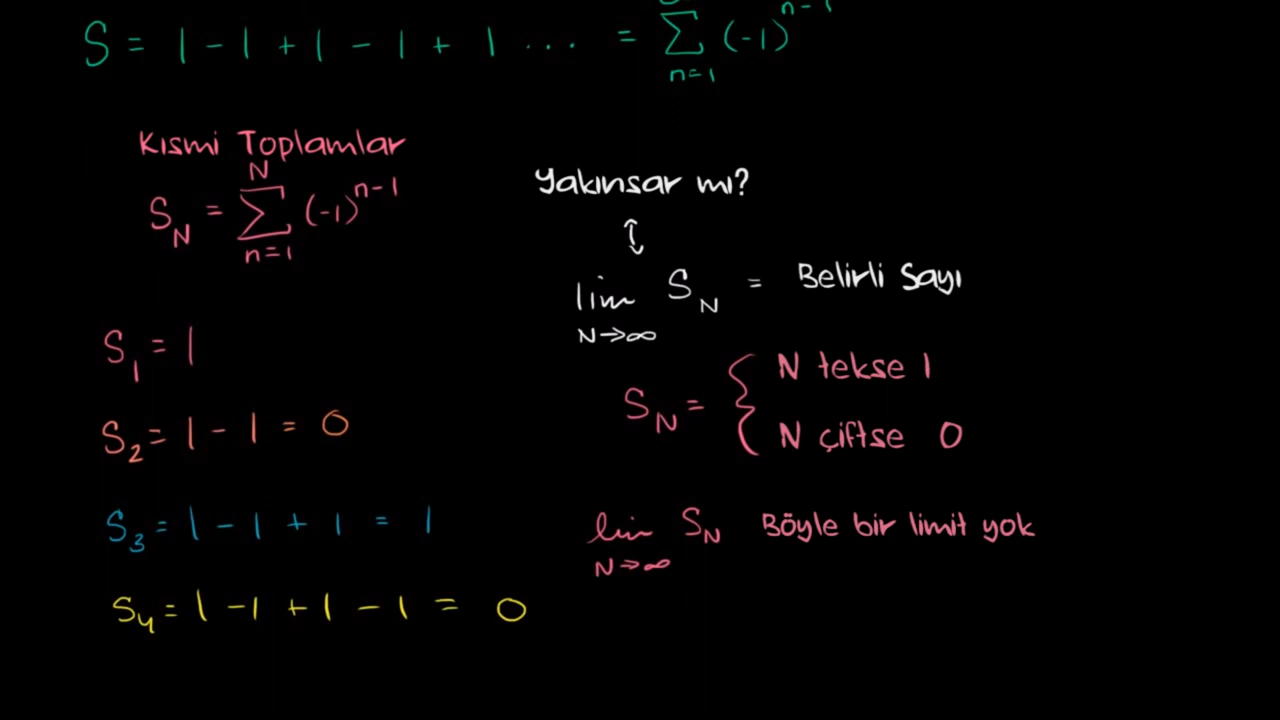 S = 1 - 1 + 1 - 1 + 1 ... = ∑ (-1)^{n-1}
n=1
Kısmi Toplamlar
N
S_N = ∑ (-1)^{n-1}
n=1
S_1 = 1
S_2 = 1 - 1 = 0
S_3 = 1 - 1 + 1 = 1
S_4 = 1 - 1 + 1 - 1 = 0
Yakınsar mı?
↕
lim S_N = Belirli Sayı
N→∞
S_N = { N tekse 1
N çiftse 0
lim S_N Böyle bir limit yok
N→∞